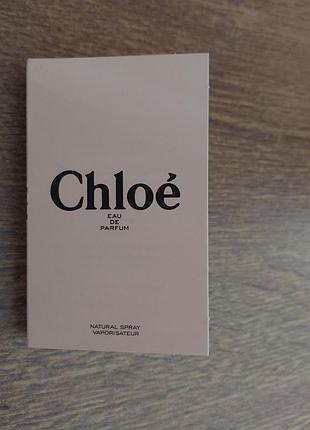 Chloé
EAU
DE
PARFUM
NATURAL SPRAY
VAPORISATEUR